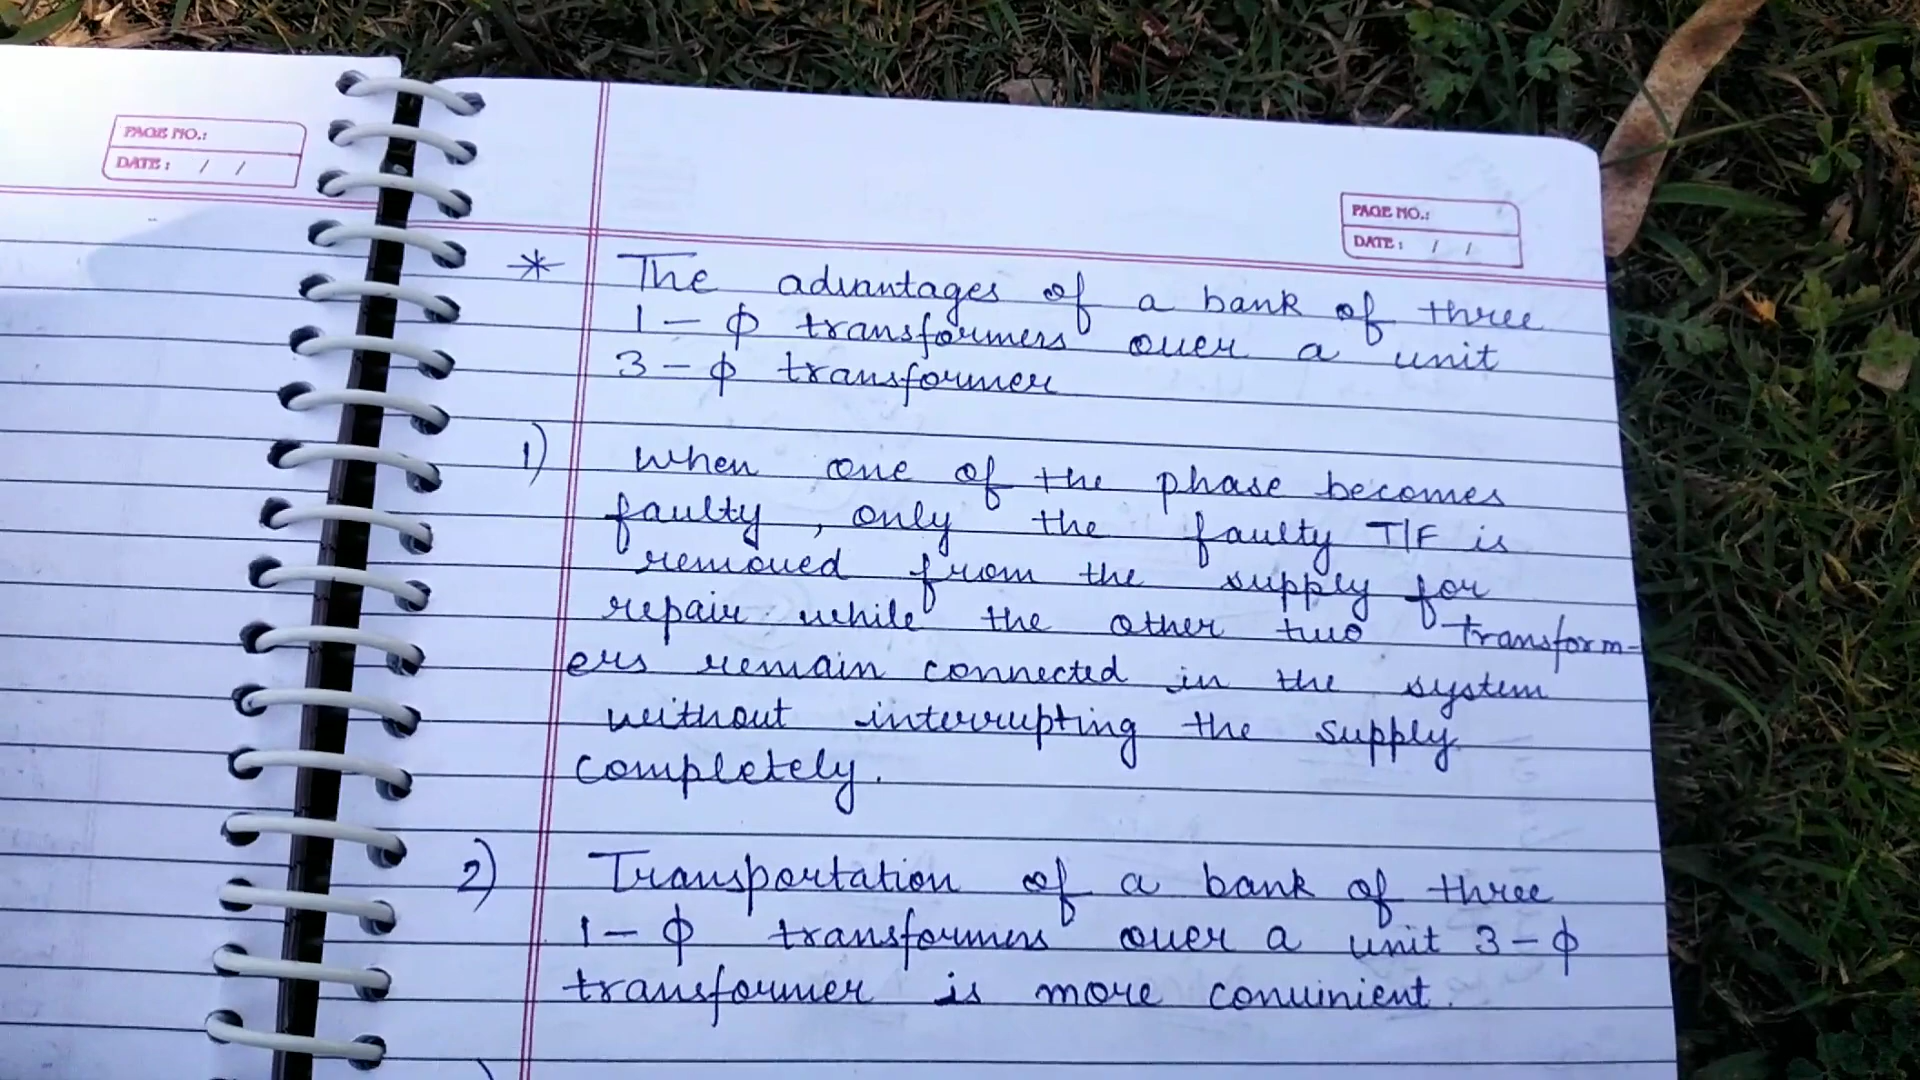 PAGE NO.:
DATE: / /
PAGE NO.:
DATE: / /
* The advantages of a bank of three
1-ϕ transformers over a unit
3-ϕ transformer
1) When one of the phase becomes
faulty, only the faulty T/F is
removed from the supply for
repair while the other two transform-
ers remain connected in the system
without interrupting the supply
completely.
2) Transportation of a bank of three
1-ϕ transformers over a unit 3-ϕ
transformer is more convinient.